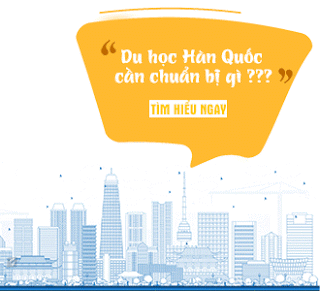 “ Du học Hàn Quốc
cần chuẩn bị gì ??? ”
TÌM HIỂU NGAY